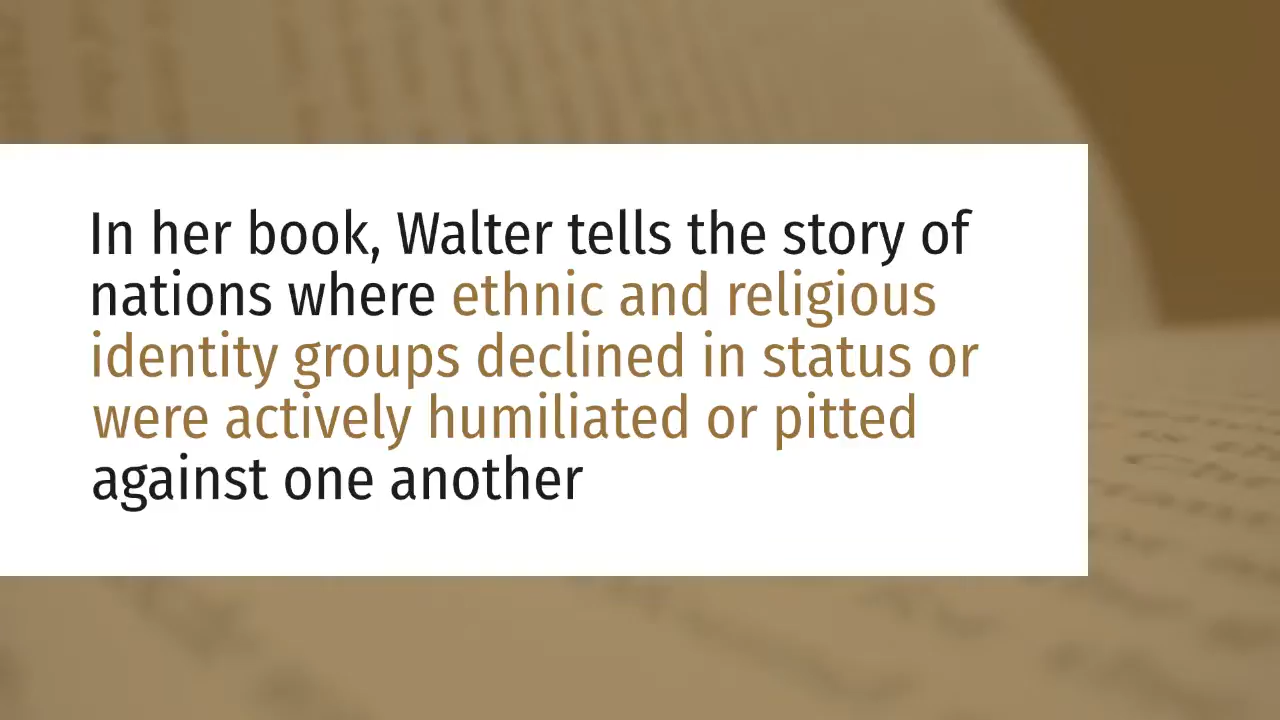 In her book, Walter tells the story of
nations where ethnic and religious
identity groups declined in status or
were actively humiliated or pitted
against one another